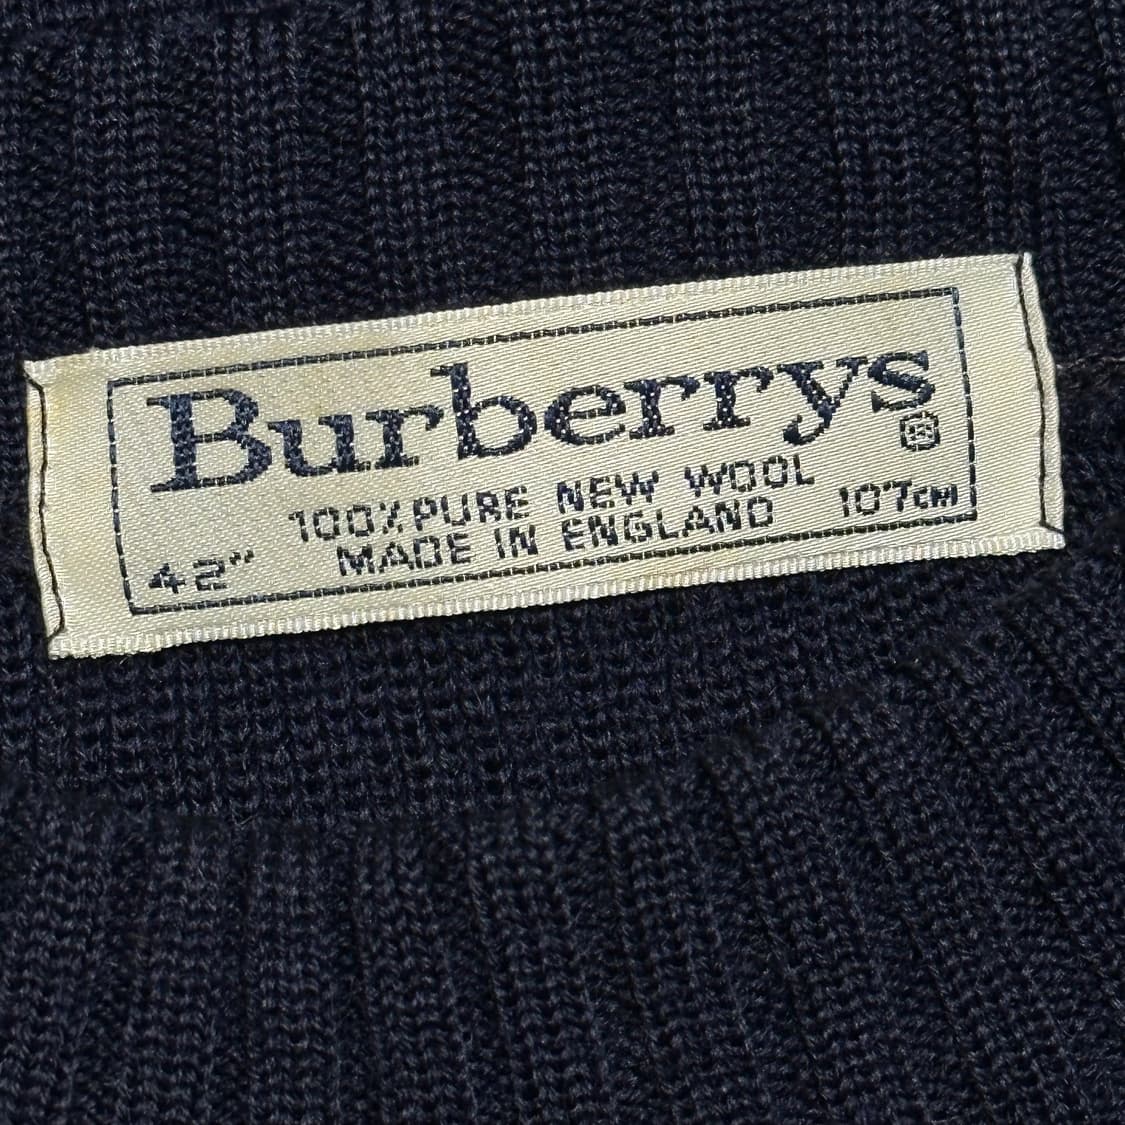 Burberrys®
100% PURE NEW WOOL
MADE IN ENGLAND
42" 107CM